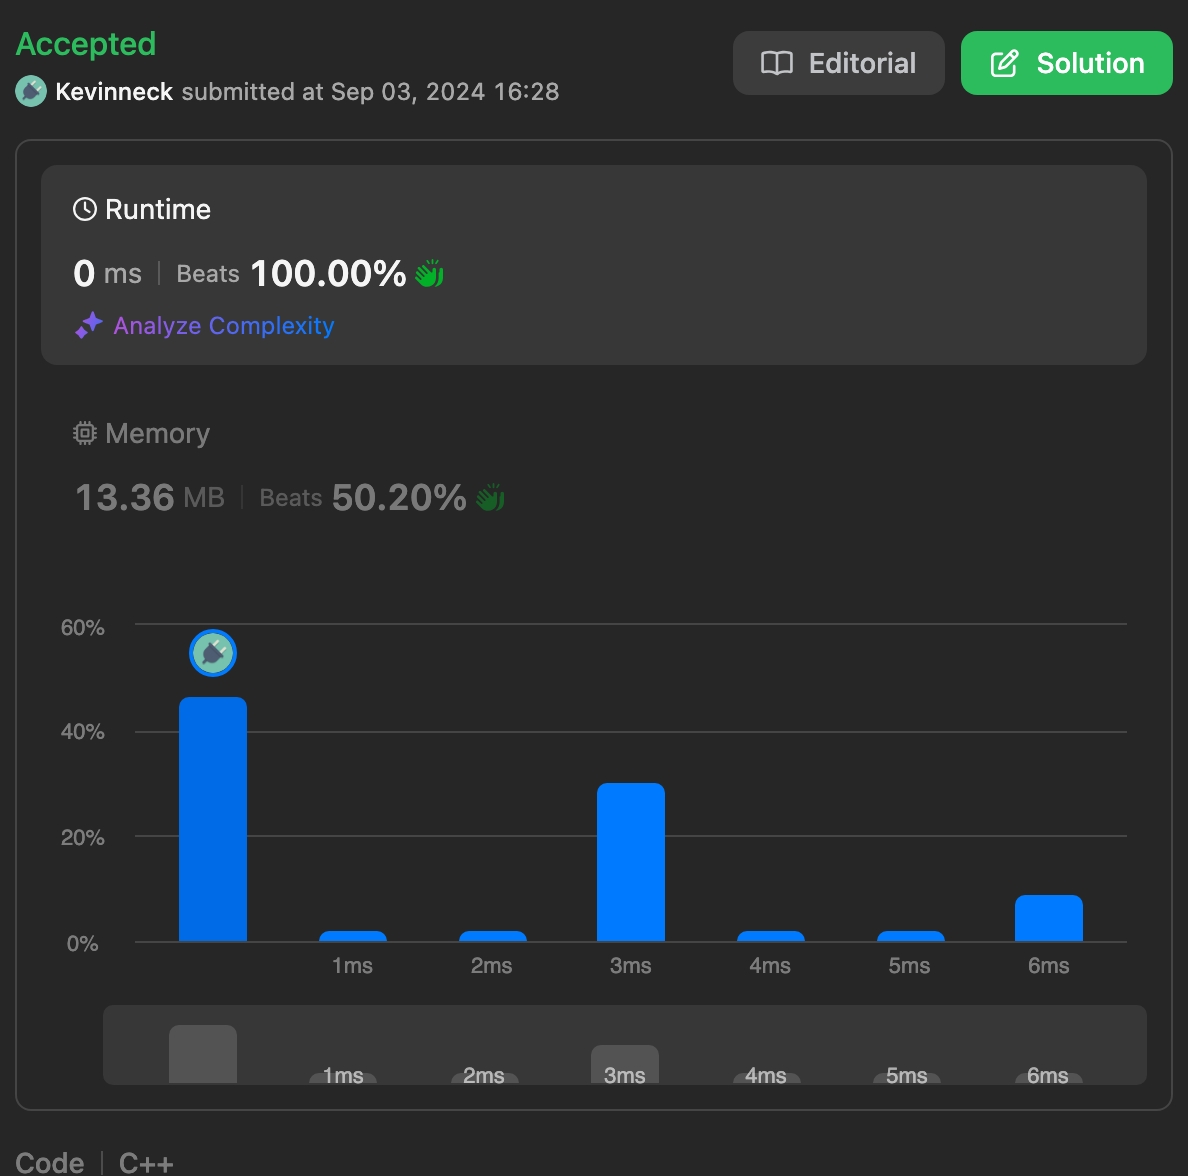 Accepted
Editorial
Solution
Kevinneck submitted at Sep 03, 2024 16:28
Runtime
0 ms | Beats 100.00%
Analyze Complexity
Memory
13.36 MB | Beats 50.20%
60%
40%
20%
0%
1ms 2ms 3ms 4ms 5ms 6ms
1ms 2ms 3ms 4ms 5ms 6ms
Code | C++